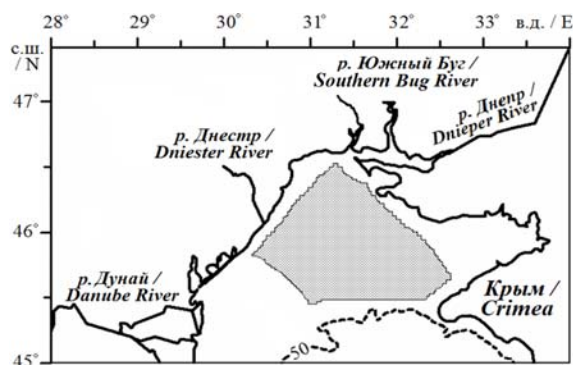 28° 29° 30° 31° 32° 33° в.д. / E
с.ш.
/ N
р. Южный Буг /
Southern Bug River
47°
р. Днепр /
Dnieper River
р. Днестр /
Dniester River
46°
р. Дунай /
Danube River
Крым /
Crimea
50
45°